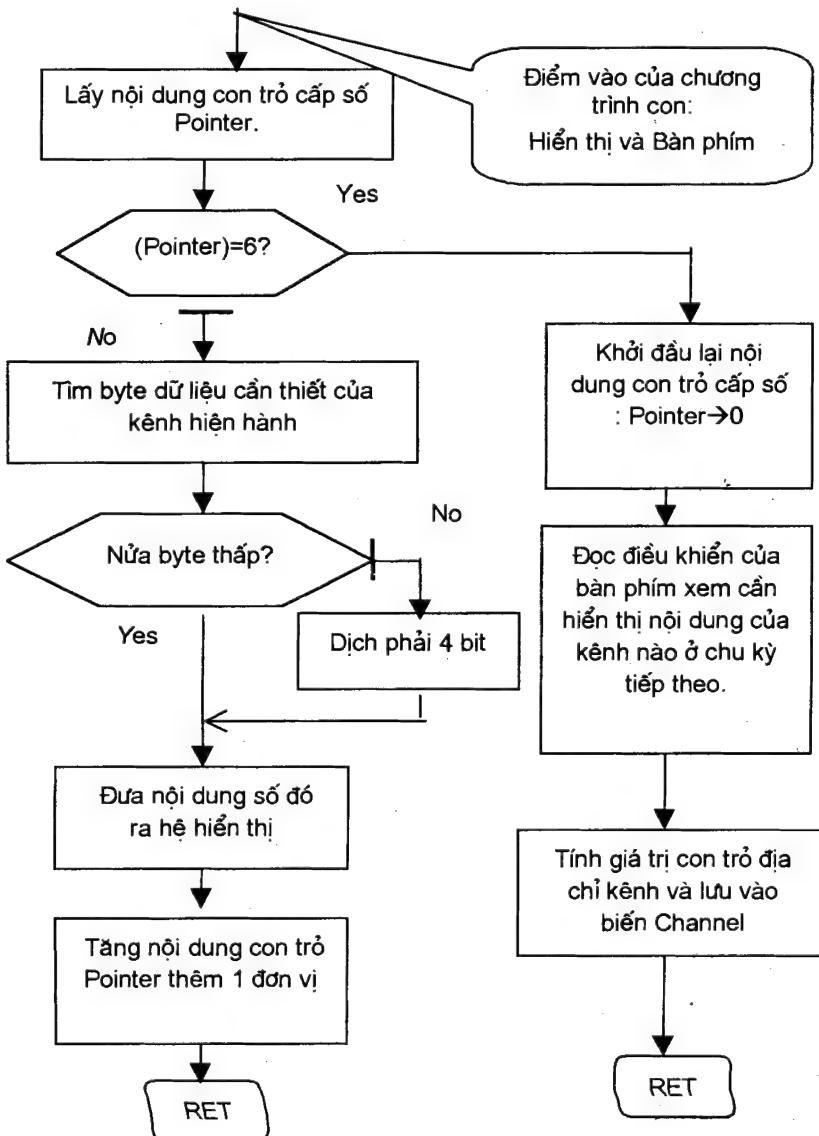 Lấy nội dung con trỏ cấp số
Pointer.
Điểm vào của chương
trình con:
Hiển thị và Bàn phím
Yes
(Pointer)=6?
No
Tìm byte dữ liệu cần thiết của
kênh hiện hành
Khởi đầu lại nội
dung con trỏ cấp số
: Pointer→0
Nửa byte thấp?
No
Yes
Dịch phải 4 bit
Đọc điều khiển của
bàn phím xem cần
hiển thị nội dung của
kênh nào ở chu kỳ
tiếp theo.
Đưa nội dung số đó
ra hệ hiển thị
Tính giá trị con trỏ địa
chỉ kênh và lưu vào
biến Channel
Tăng nội dung con trỏ
Pointer thêm 1 đơn vị
RET
RET